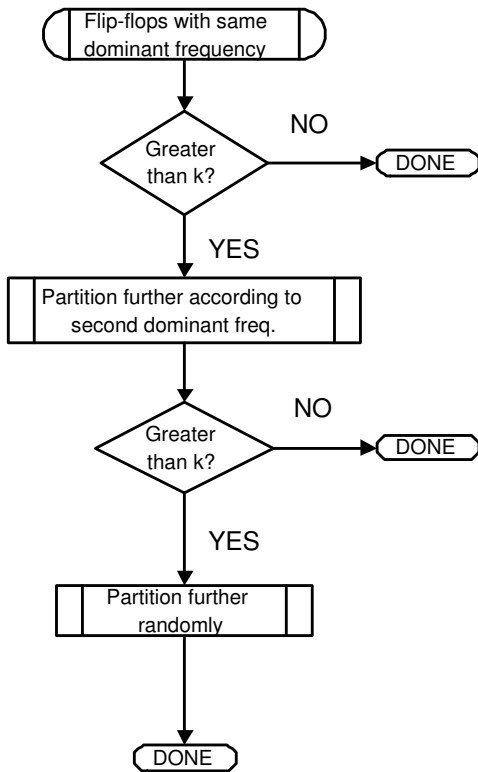 Flip-flops with same
dominant frequency
NO
Greater
than k?
DONE
YES
Partition further according to
second dominant freq.
NO
Greater
than k?
DONE
YES
Partition further
randomly
DONE